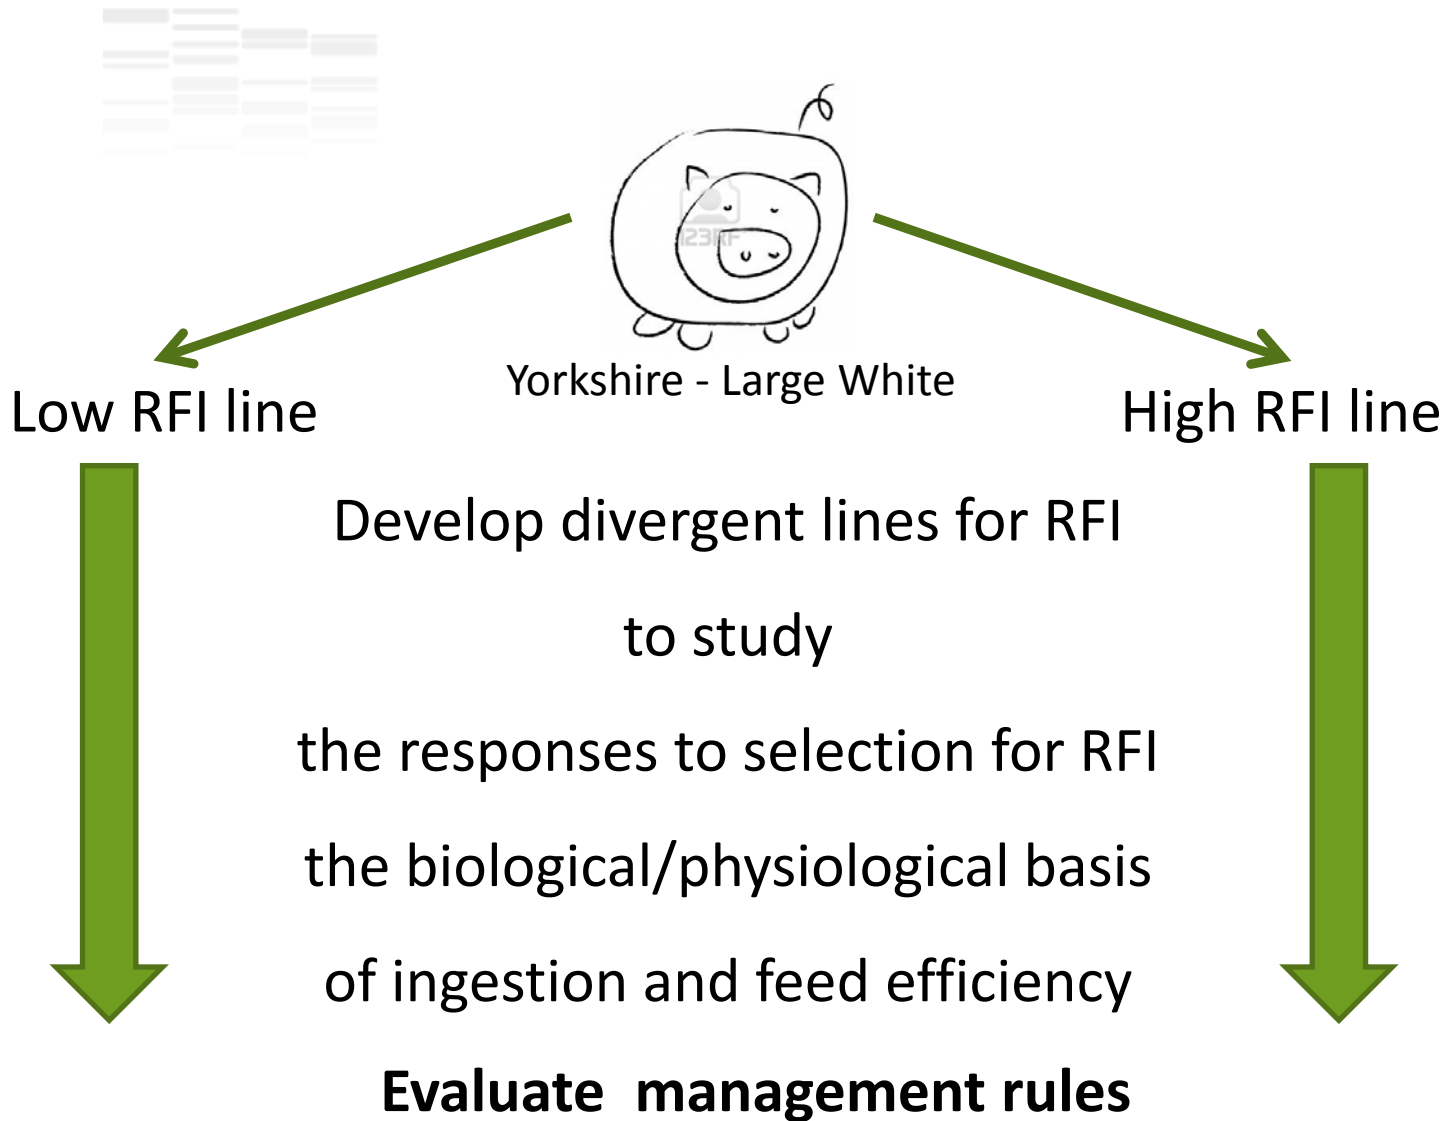 123RF
Yorkshire - Large White
Low RFI line
High RFI line
Develop divergent lines for RFI
to study
the responses to selection for RFI
the biological/physiological basis
of ingestion and feed efficiency
Evaluate  management rules